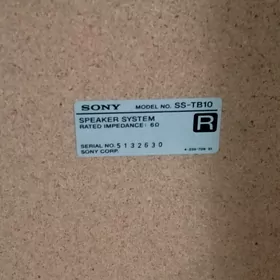 SONY MODEL NO. SS-TB10
SPEAKER SYSTEM
RATED IMPEDANCE: 6Ω
R
SERIAL NO. 5132630
SONY CORP.